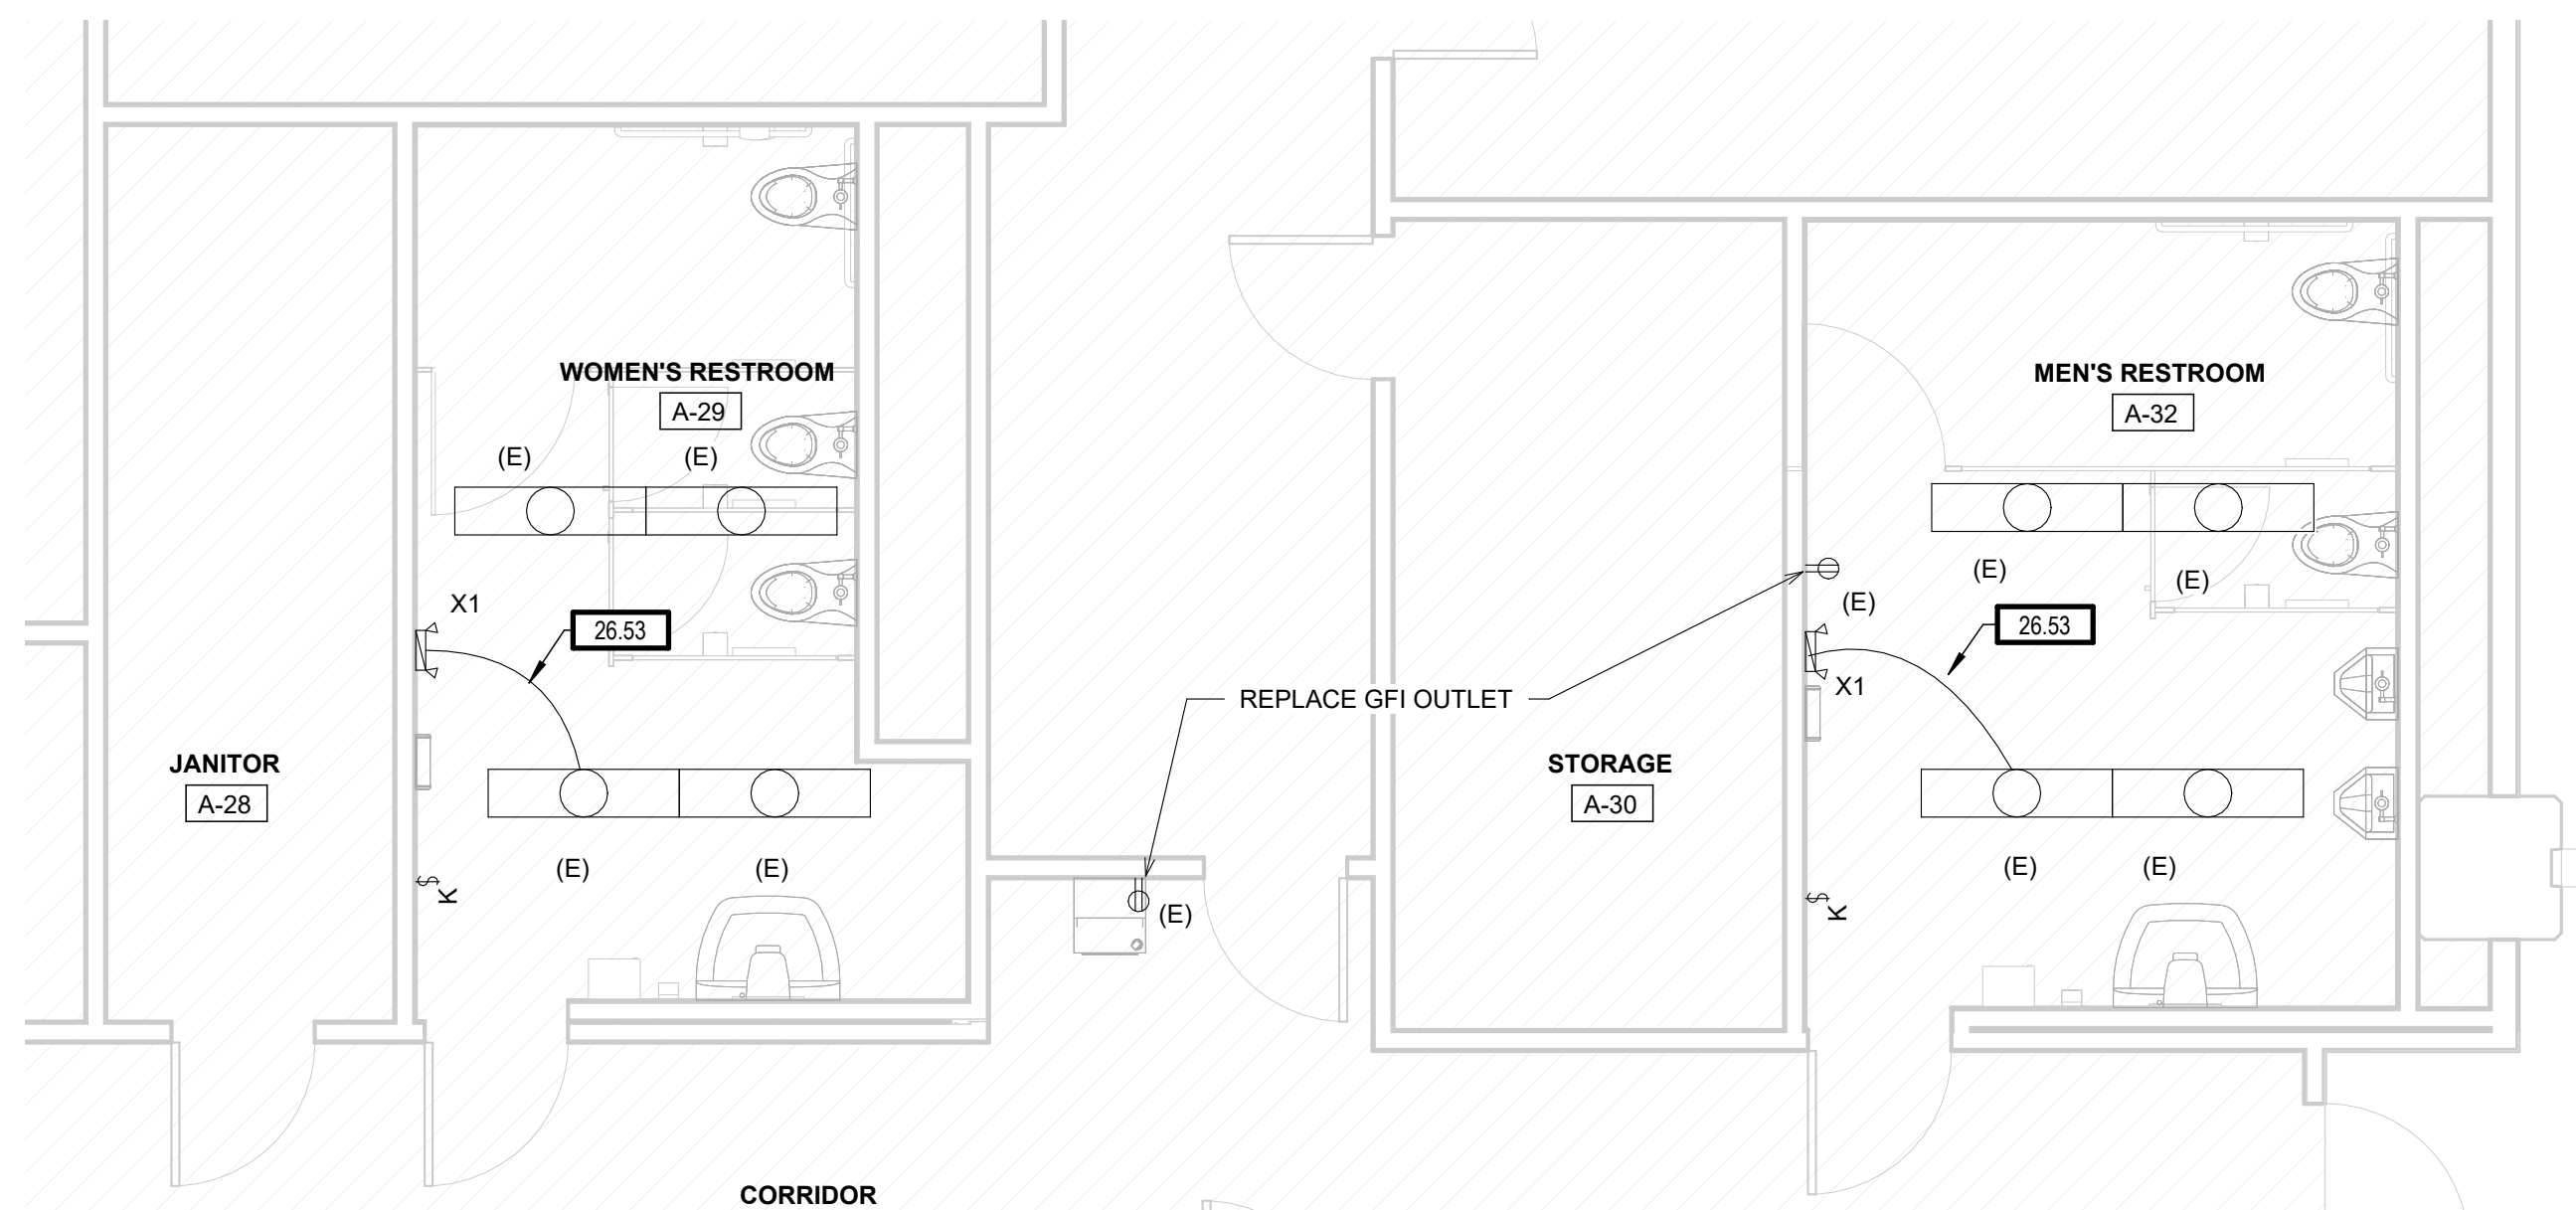 WOMEN'S RESTROOM
A-29
(E)
(E)
X1
26.53
JANITOR
A-28
(E)
(E)
$
K
REPLACE GFI OUTLET
(E)
STORAGE
A-30
MEN'S RESTROOM
A-32
(E)
(E)
(E)
26.53
X1
(E)
(E)
$
K
CORRIDOR